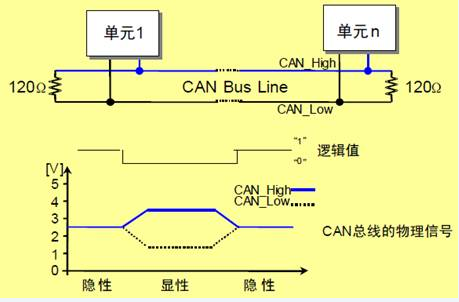 单元1
单元n
CAN_High
120Ω
CAN Bus Line
120Ω
CAN_Low
"1"
"0"
逻辑值
[V]
5
4
3
2
1
0
CAN_High
CAN_Low
CAN总线的物理信号
隐性
显性
隐性